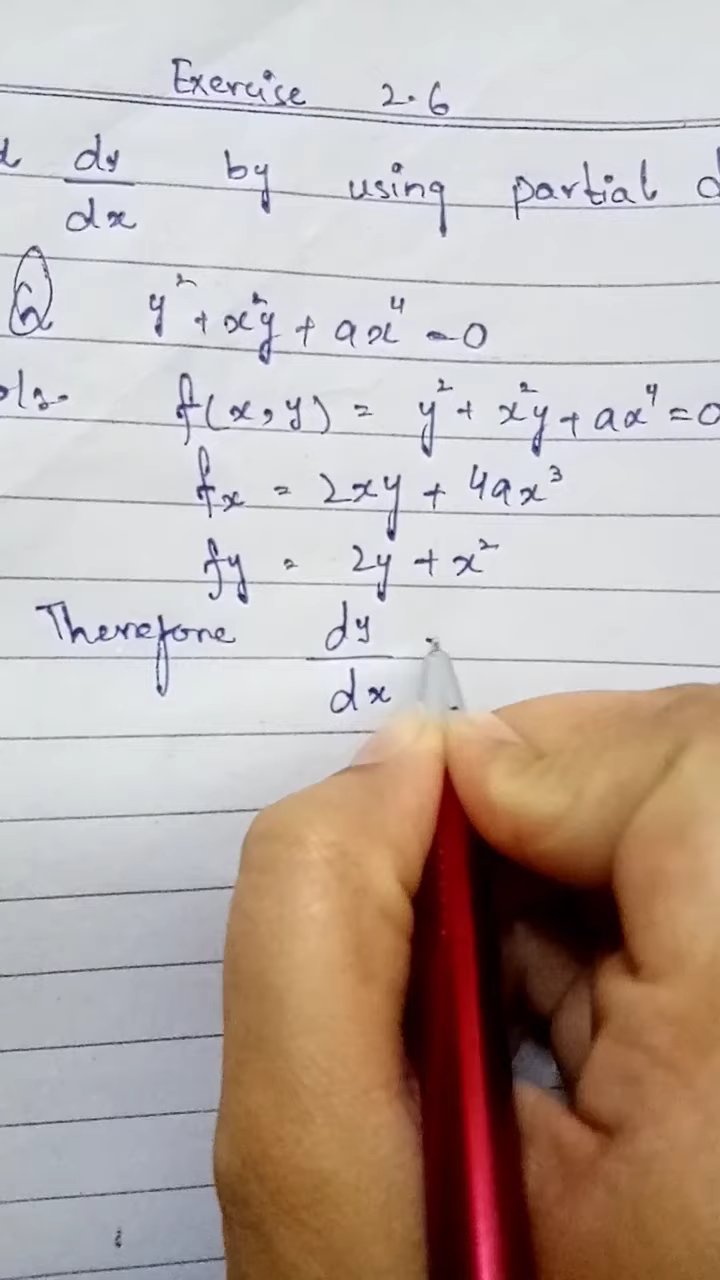 Exercise 2.6
dy/dx by using partial
Q y² + x²y + ax⁴ = 0
f(x, y) = y² + x²y + ax⁴ = 0
fx = 2xy + 4ax³
fy = 2y + x²
Therefore dy/dx